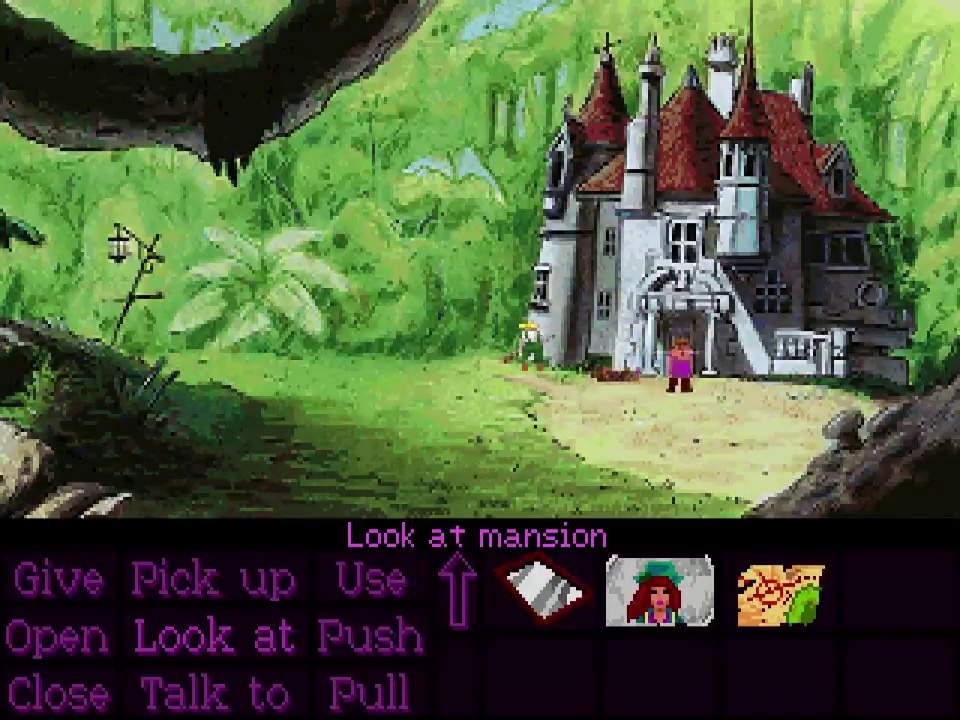 Look at mansion
Give Pick up Use
Open Look at Push
Close Talk to Pull